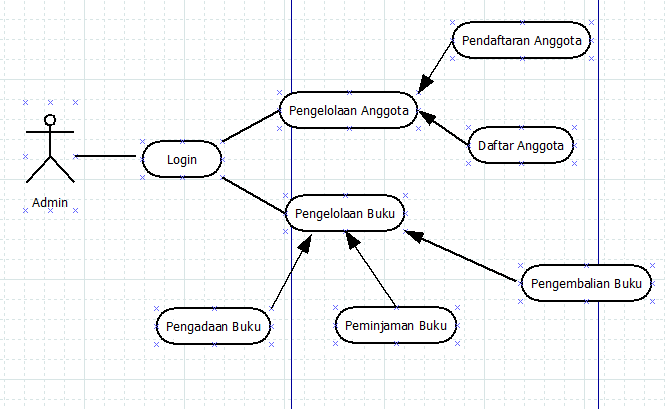 Pendaftaran Anggota
Pengelolaan Anggota
Daftar Anggota
Login
Admin
Pengelolaan Buku
Pengembalian Buku
Pengadaan Buku
Peminjaman Buku